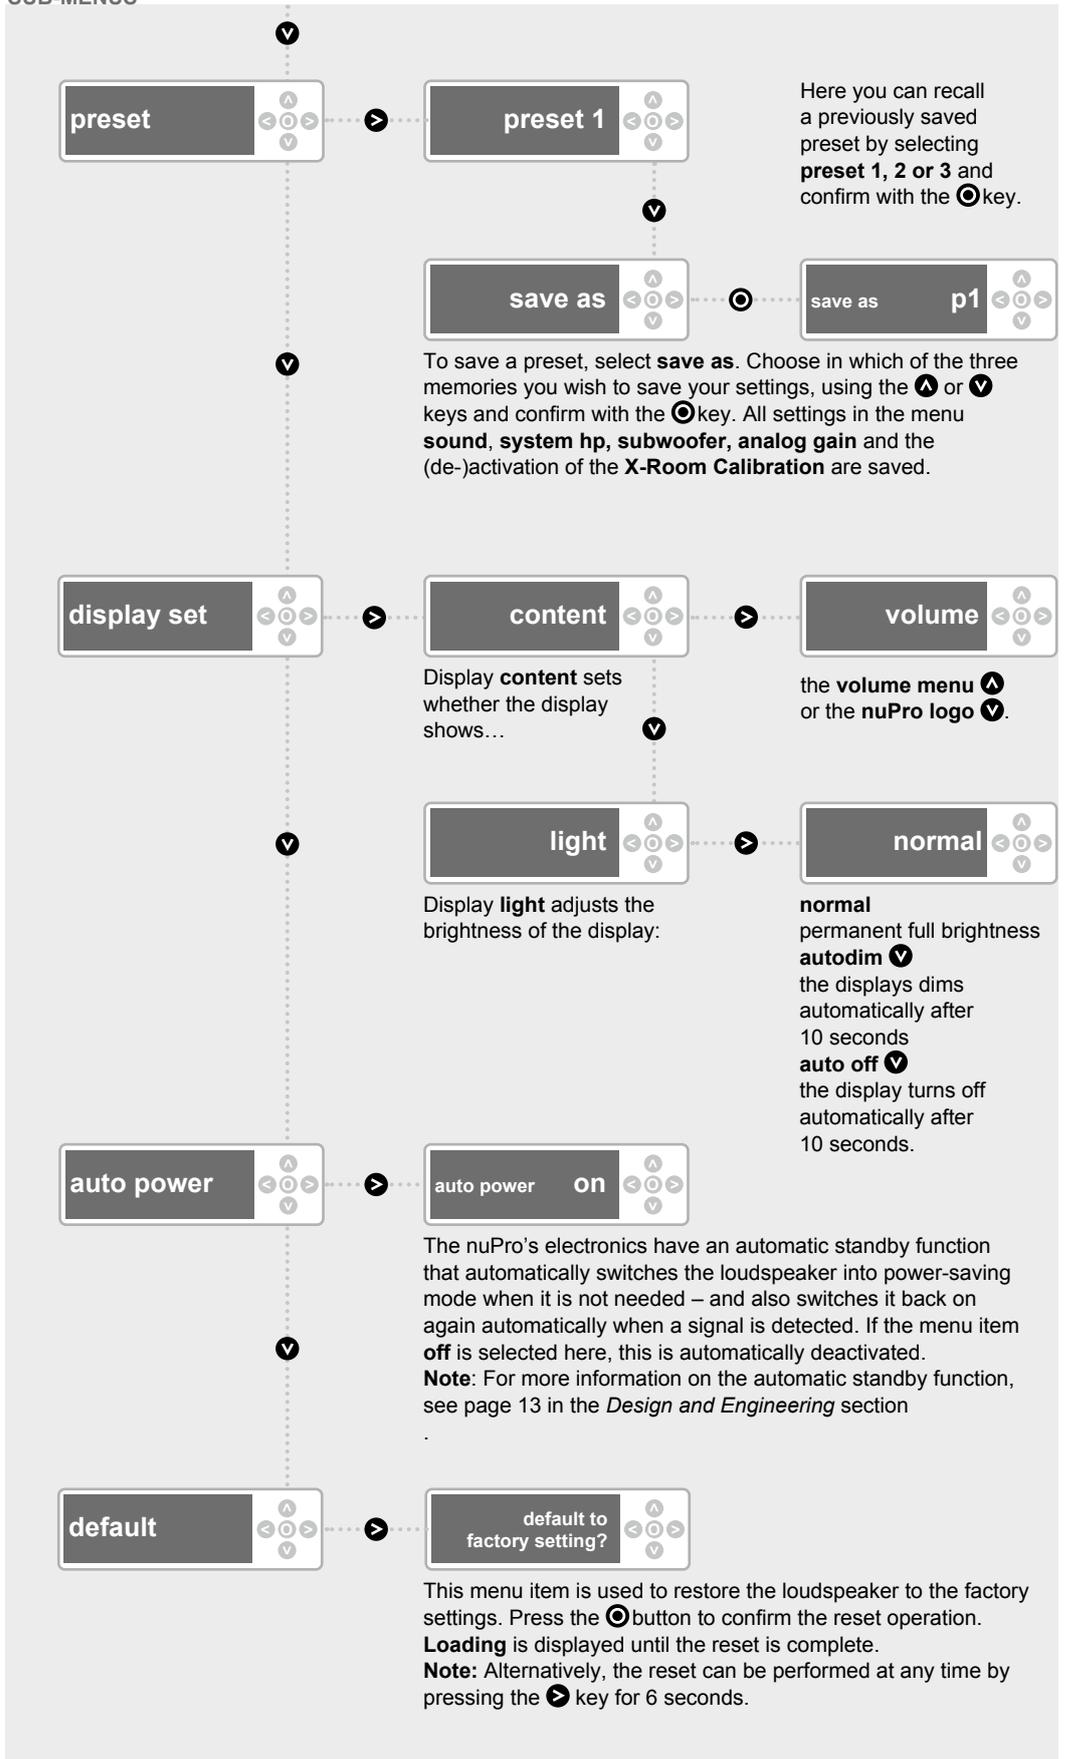 SUB-MENUS
preset
preset 1
Here you can recall
a previously saved
preset by selecting
preset 1, 2 or 3 and
confirm with the key.
save as
save as p1
To save a preset, select save as. Choose in which of the three
memories you wish to save your settings, using the or
keys and confirm with the key. All settings in the menu
sound, system hp, subwoofer, analog gain and the
(de-)activation of the X-Room Calibration are saved.
display set
content
volume
Display content sets
whether the display
shows…
the volume menu
or the nuPro logo .
light
normal
Display light adjusts the
brightness of the display:
normal
permanent full brightness
autodim
the displays dims
automatically after
10 seconds
auto off
the display turns off
automatically after
10 seconds.
auto power
auto power on
The nuPro’s electronics have an automatic standby function
that automatically switches the loudspeaker into power-saving
mode when it is not needed – and also switches it back on
again automatically when a signal is detected. If the menu item
off is selected here, this is automatically deactivated.
Note: For more information on the automatic standby function,
see page 13 in the Design and Engineering section
.
default
default to
factory setting?
This menu item is used to restore the loudspeaker to the factory
settings. Press the button to confirm the reset operation.
Loading is displayed until the reset is complete.
Note: Alternatively, the reset can be performed at any time by
pressing the key for 6 seconds.